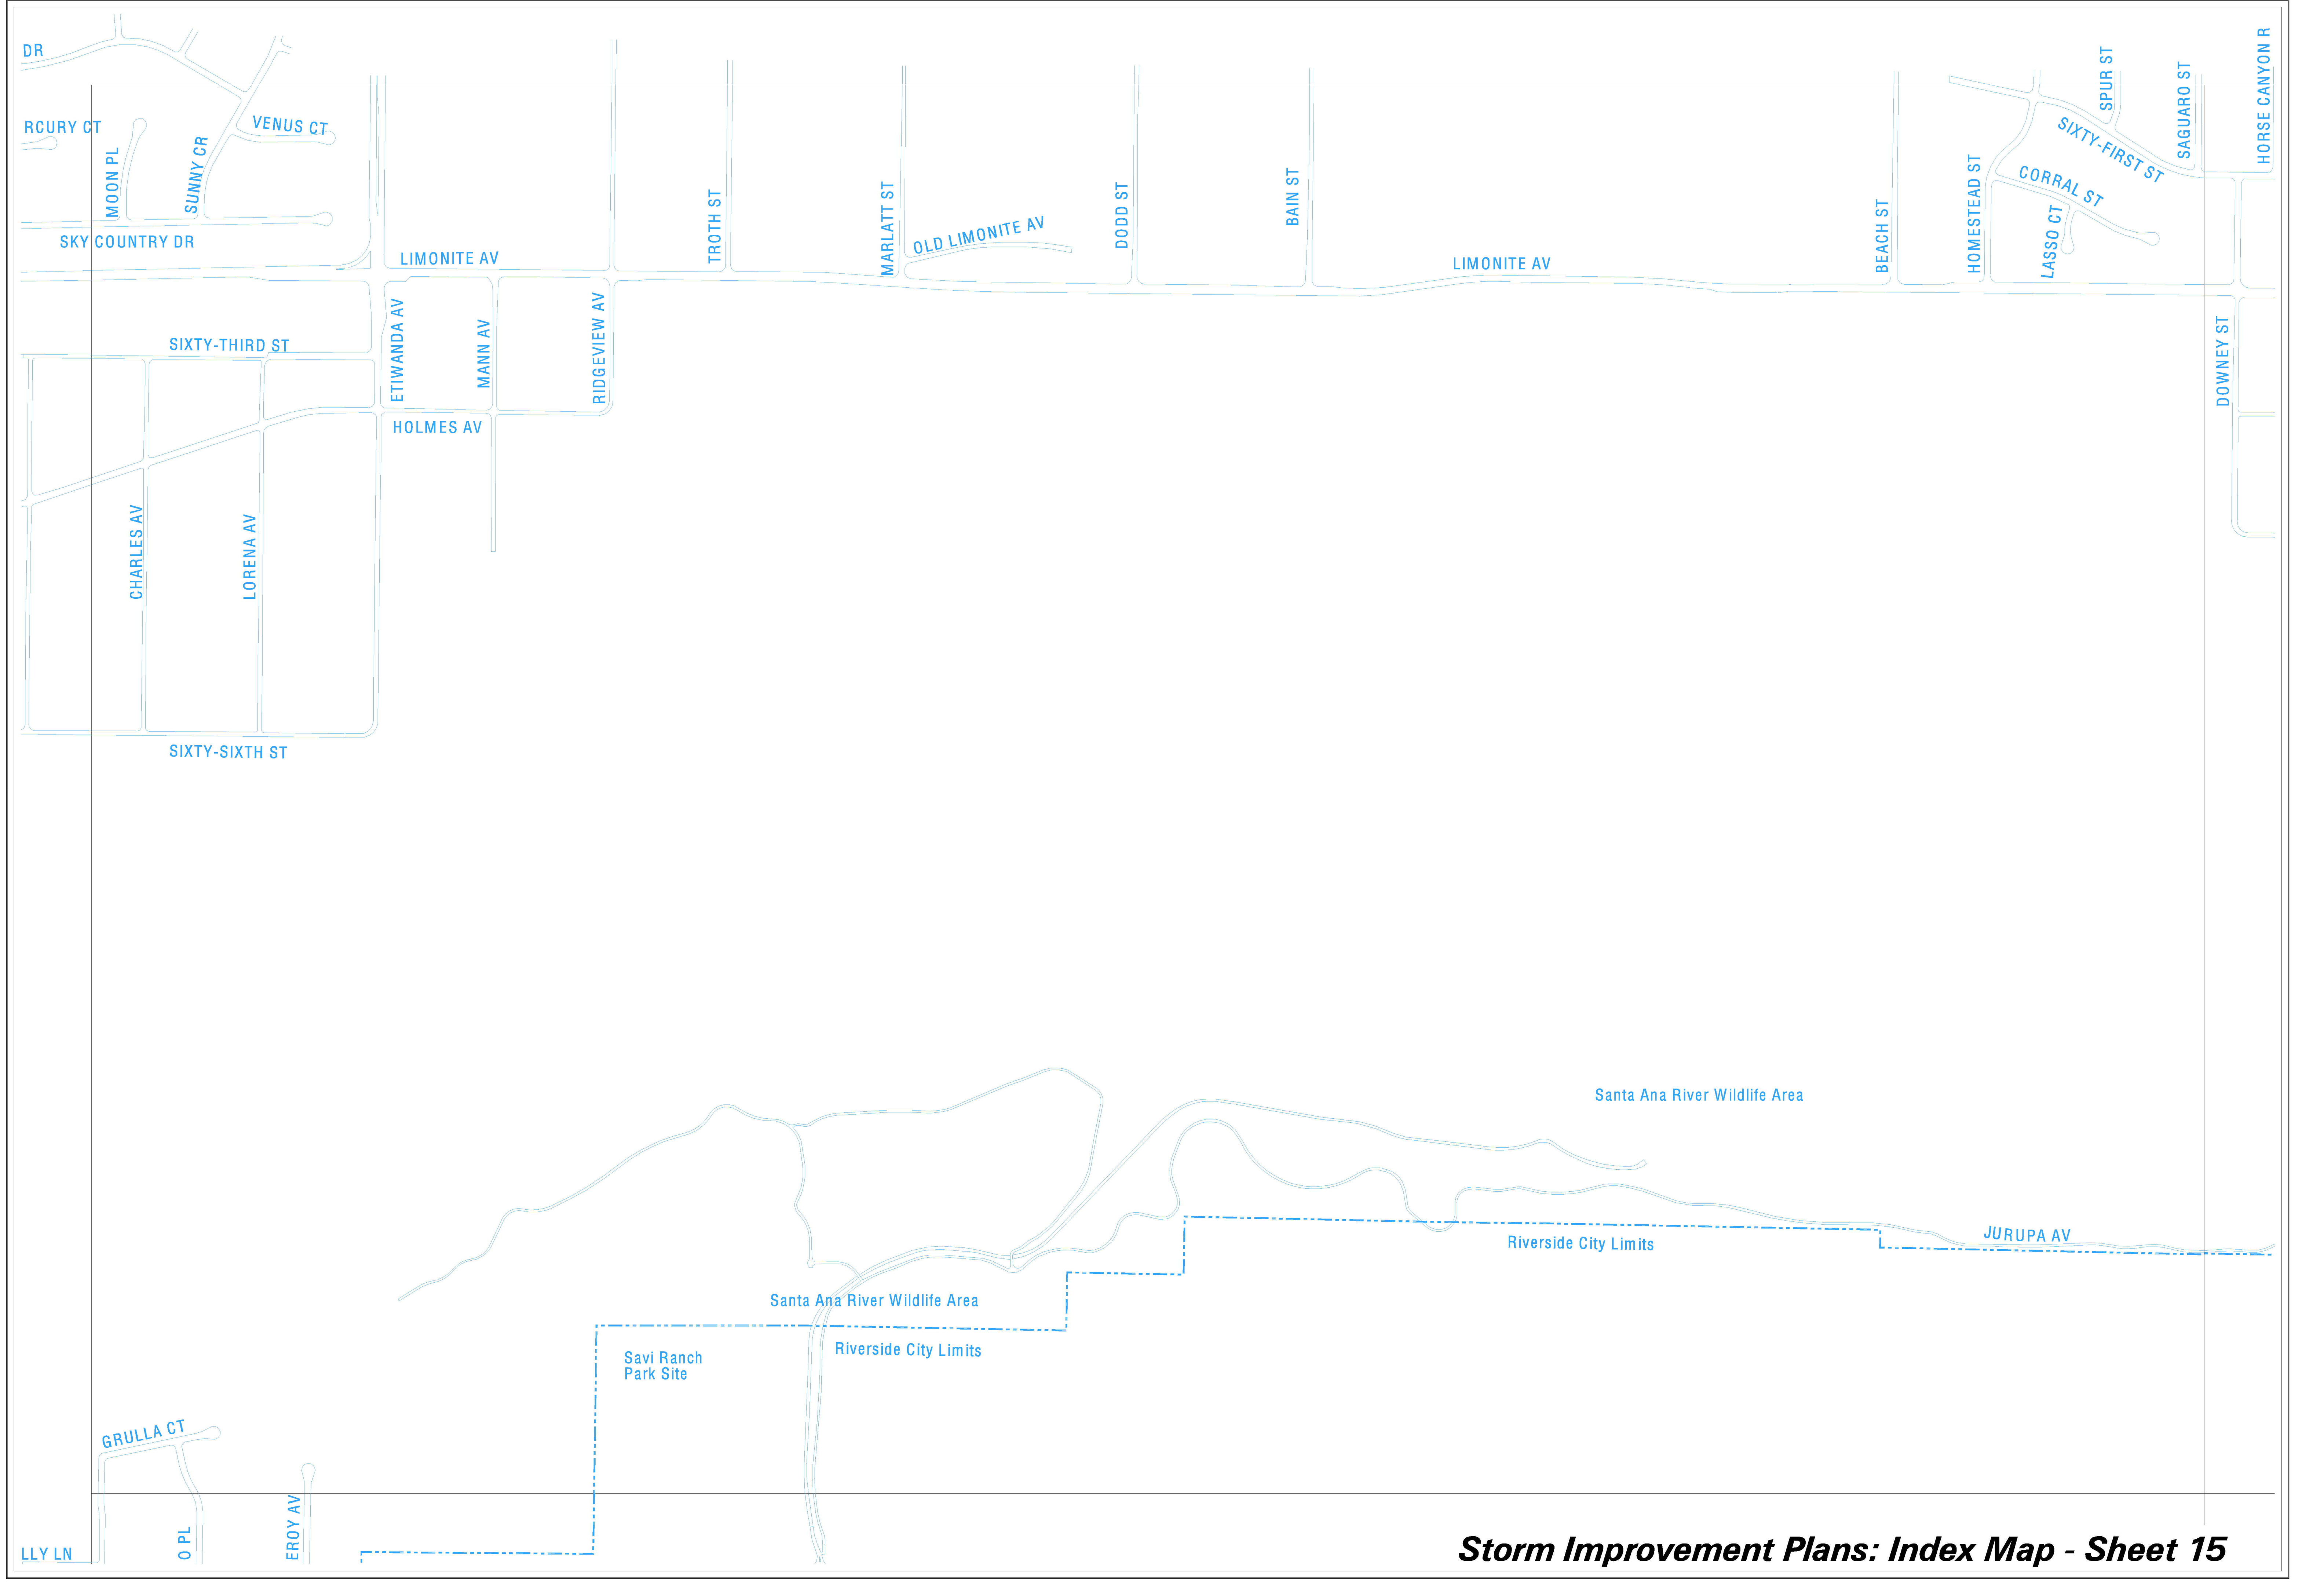 DR
RCURY CT
MOON PL
SUNNY CR
VENUS CT
SKY COUNTRY DR
LIMONITE AV
TROTH ST
MARLATT ST
OLD LIMONITE AV
DODD ST
BAIN ST
LIMONITE AV
BEACH ST
HOMESTEAD ST
LASSO CT
CORRAL ST
SIXTY-FIRST ST
SPUR ST
SAGUARO ST
HORSE CANYON R
SIXTY-THIRD ST
ETIWANDA AV
MANN AV
RIDGEVIEW AV
DOWNEY ST
HOLMES AV
CHARLES AV
LORENA AV
SIXTY-SIXTH ST
Santa Ana River Wildlife Area
JURUPA AV
Riverside City Limits
Santa Ana River Wildlife Area
Riverside City Limits
Savi Ranch
Park Site
GRULLA CT
LLY LN
O PL
EROY AV
Storm Improvement Plans: Index Map - Sheet 15